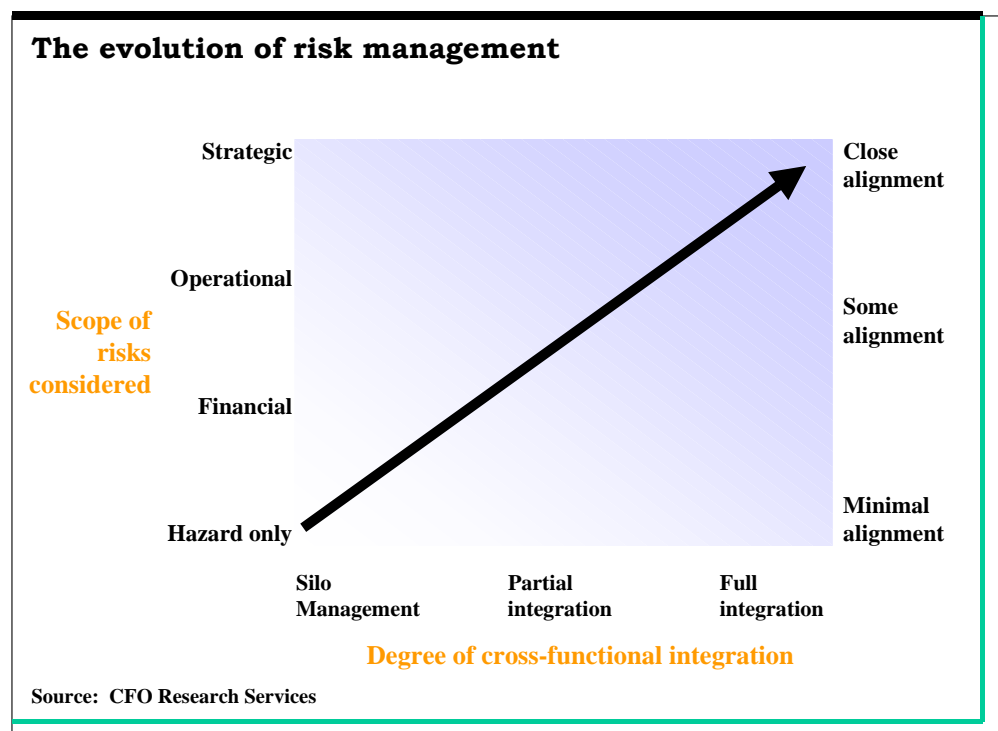 The evolution of risk management
Strategic
Close
alignment
Operational
Scope of
risks
considered
Some
alignment
Financial
Hazard only
Minimal
alignment
Silo
Management
Partial
integration
Full
integration
Degree of cross-functional integration
Source: CFO Research Services